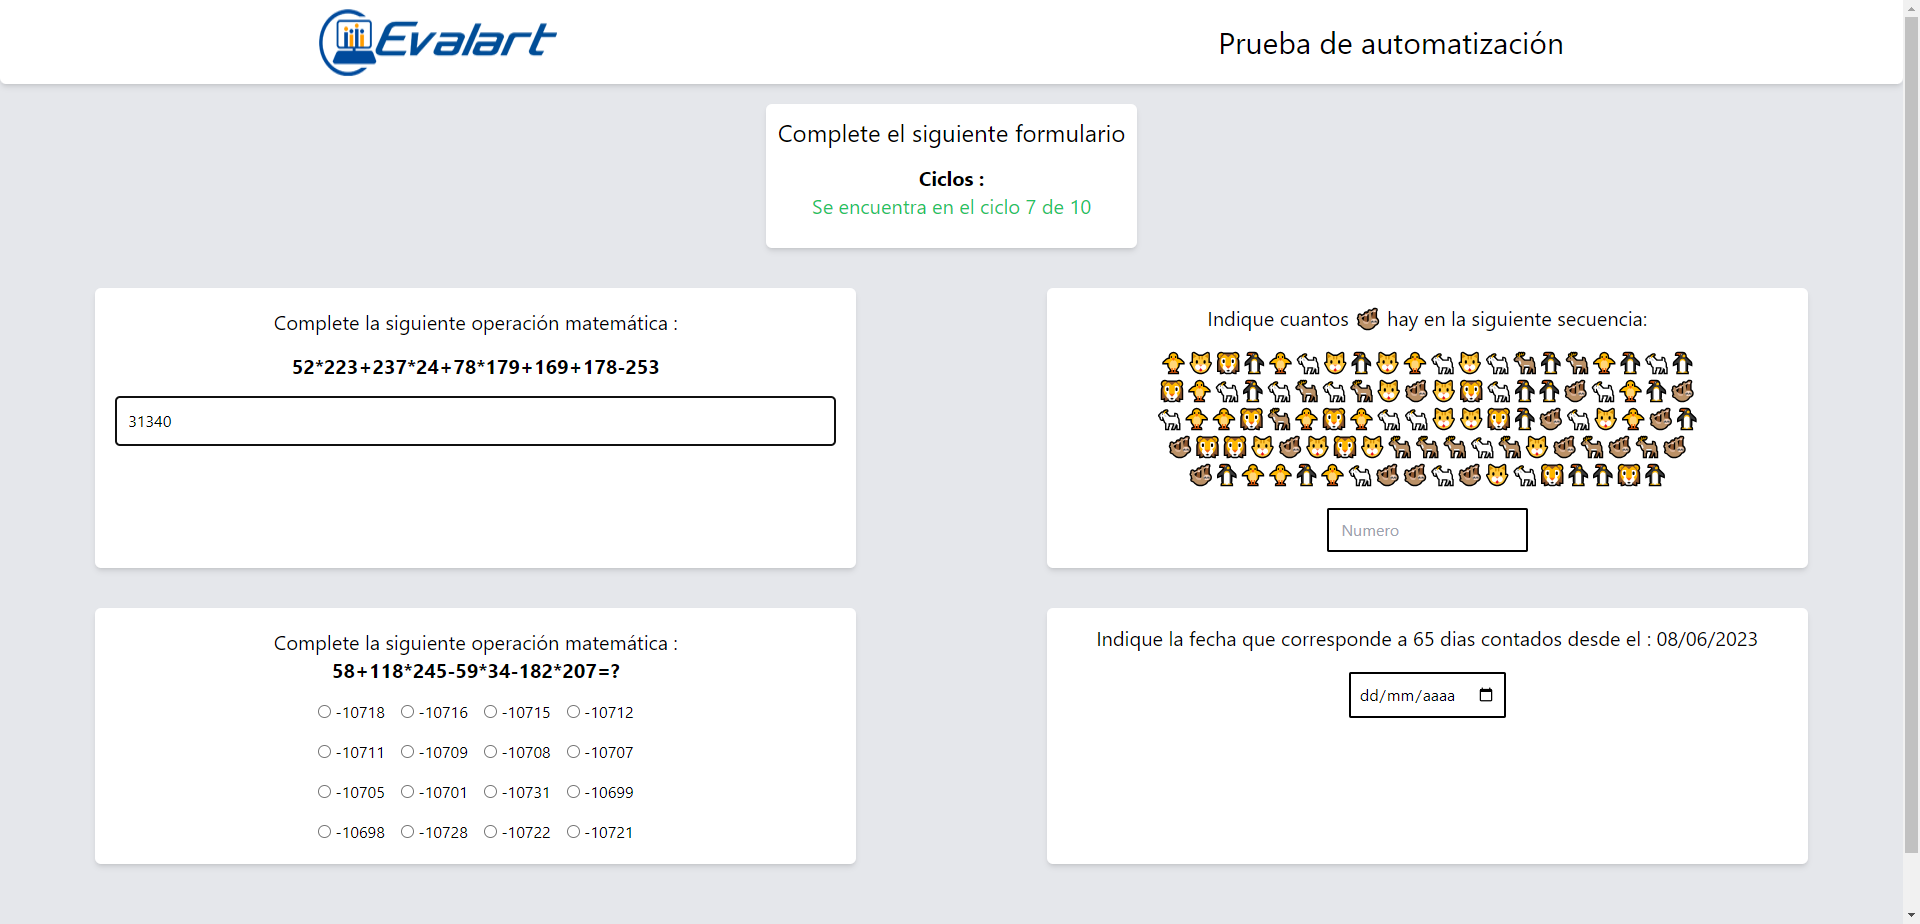 Evalart
Prueba de automatización
Complete el siguiente formulario
Ciclos :
Se encuentra en el ciclo 7 de 10
Complete la siguiente operación matemática :
52*223+237*24+78*179+169+178-253
31340
Indique cuantos 🦥 hay en la siguiente secuencia:
Numero
Complete la siguiente operación matemática :
58+118*245-59*34-182*207=?
-10718 -10716 -10715 -10712
-10711 -10709 -10708 -10707
-10705 -10701 -10731 -10699
-10698 -10728 -10722 -10721
Indique la fecha que corresponde a 65 dias contados desde el : 08/06/2023
dd/mm/aaaa